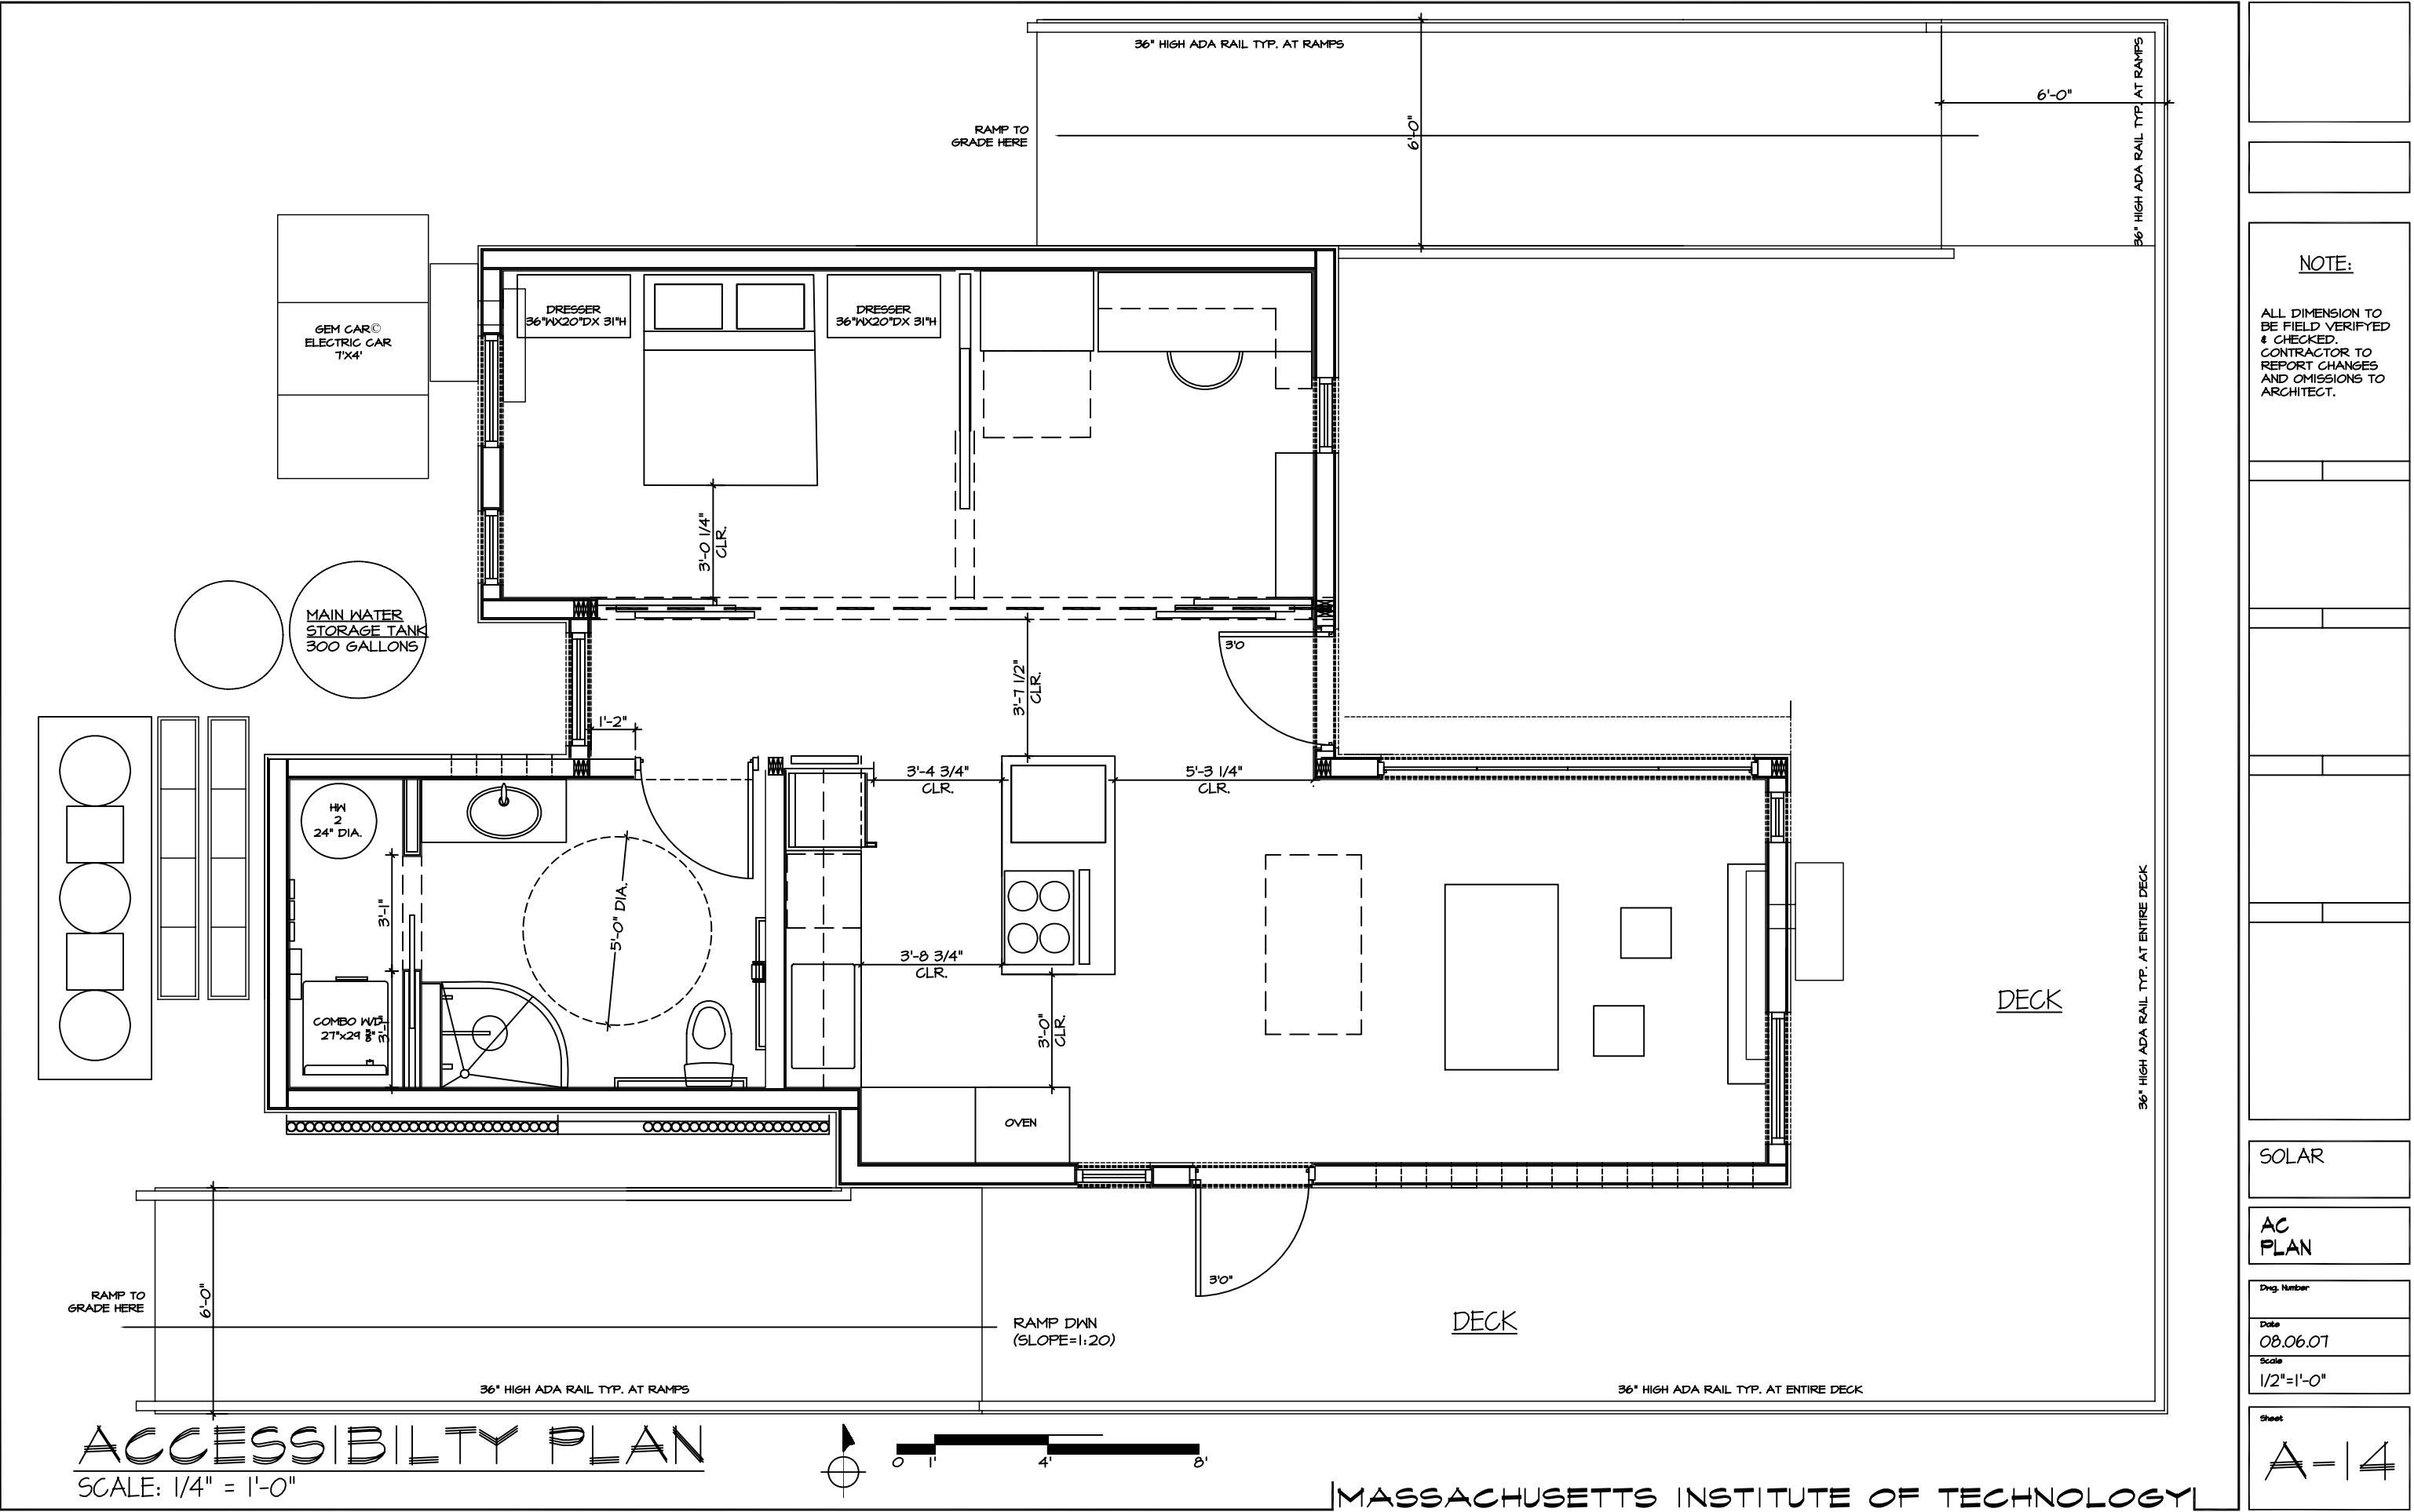 36" HIGH ADA RAIL TYP. AT RAMPS
36" HIGH ADA RAIL TYP. AT RAMPS
6'-0"
6'-0"
RAMP TO
GRADE HERE
GEM CAR©
ELECTRIC CAR
7'X4'
DRESSER
36"WX20"DX 31"H
DRESSER
36"WX20"DX 31"H
3'-0 1/4"
CLR.
MAIN WATER
STORAGE TANK
300 GALLONS
3'0
3'-7 1/2"
CLR.
1'-2"
3'-4 3/4"
CLR.
5'-3 1/4"
CLR.
HW
2
24" DIA.
3'-1"
5'-0" DIA.
3'-8 3/4"
CLR.
3'-0"
CLR.
COMBO W/D
27"x29
OVEN
DECK
36" HIGH ADA RAIL TYP. AT ENTIRE DECK
3'0"
RAMP TO
GRADE HERE
6'-0"
RAMP DWN
(SLOPE=1:20)
DECK
36" HIGH ADA RAIL TYP. AT RAMPS
36" HIGH ADA RAIL TYP. AT ENTIRE DECK
ACCESSIBILTY PLAN
SCALE: 1/4" = 1'-0"
0 1' 4' 8'
MASSACHUSETTS INSTITUTE OF TECHNOLOGY
NOTE:
ALL DIMENSION TO
BE FIELD VERIFYED
& CHECKED.
CONTRACTOR TO
REPORT CHANGES
AND OMISSIONS TO
ARCHITECT.
SOLAR
AC
PLAN
Dwg. Number
Date
08.06.07
Scale
1/2"=1'-0"
Sheet
A-14